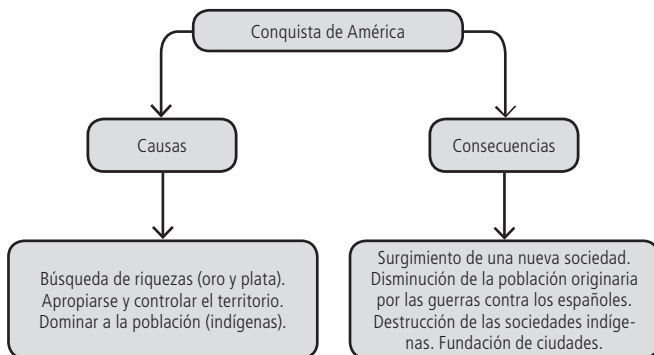 Conquista de América
Causas
Consecuencias
Búsqueda de riquezas (oro y plata).
Apropiarse y controlar el territorio.
Dominar a la población (indígenas).
Surgimiento de una nueva sociedad.
Disminución de la población originaria
por las guerras contra los españoles.
Destrucción de las sociedades indíge-
nas. Fundación de ciudades.